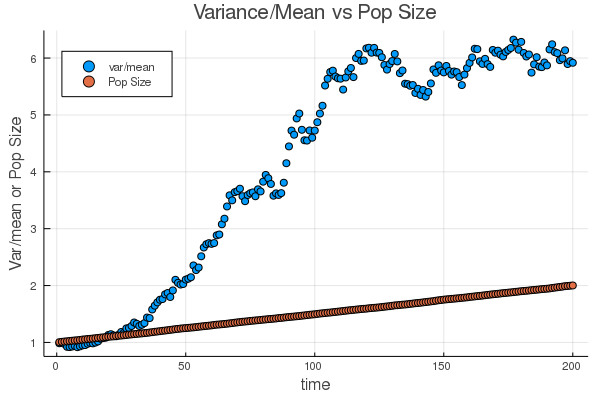 Variance/Mean vs Pop Size
var/mean
Pop Size
Var/mean or Pop Size
6
5
4
3
2
1
0 50 100 150 200
time